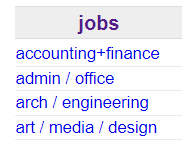 jobs
accounting+finance
admin / office
arch / engineering
art / media / design